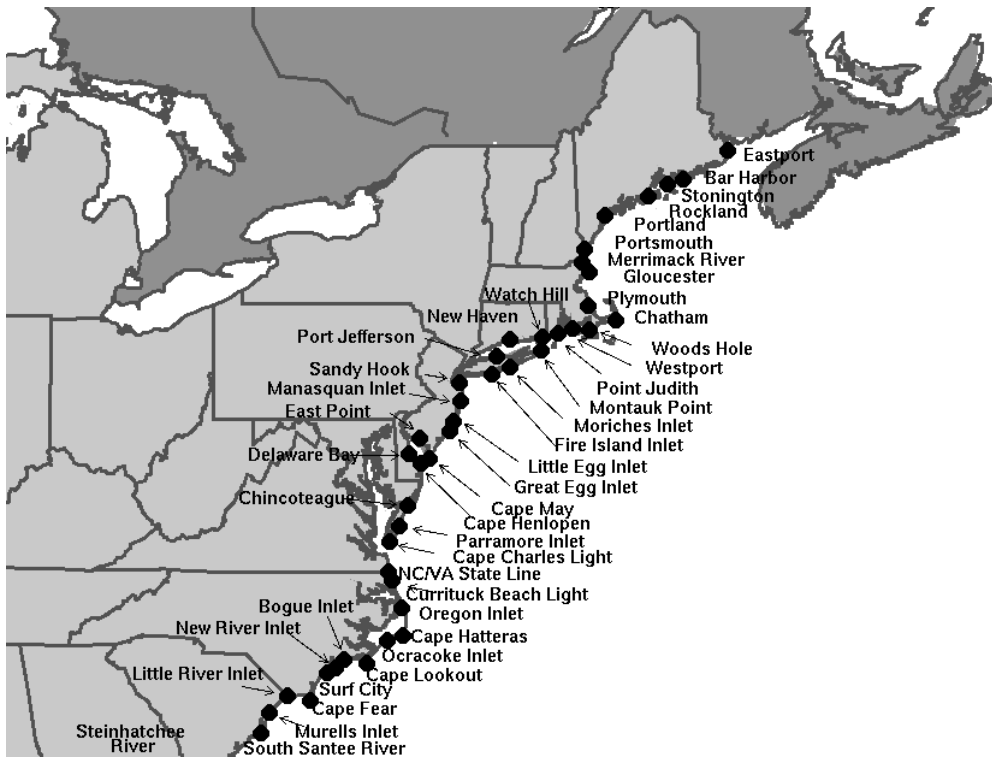 Eastport
Bar Harbor
Stonington
Rockland
Portland
Portsmouth
Merrimack River
Gloucester
Watch Hill
Plymouth
New Haven
Chatham
Port Jefferson
Woods Hole
Sandy Hook
Westport
Manasquan Inlet
Point Judith
East Point
Montauk Point
Moriches Inlet
Fire Island Inlet
Delaware Bay
Little Egg Inlet
Great Egg Inlet
Chincoteague
Cape May
Cape Henlopen
Parramore Inlet
Cape Charles Light
NC/VA State Line
Currituck Beach Light
Bogue Inlet
Oregon Inlet
New River Inlet
Cape Hatteras
Ocracoke Inlet
Little River Inlet
Cape Lookout
Surf City
Cape Fear
Steinhatchee
River
Murells Inlet
South Santee River